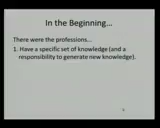 In the Beginning...
There were the professions...
1. Have a specific set of knowledge (and a
responsibility to generate new knowledge).